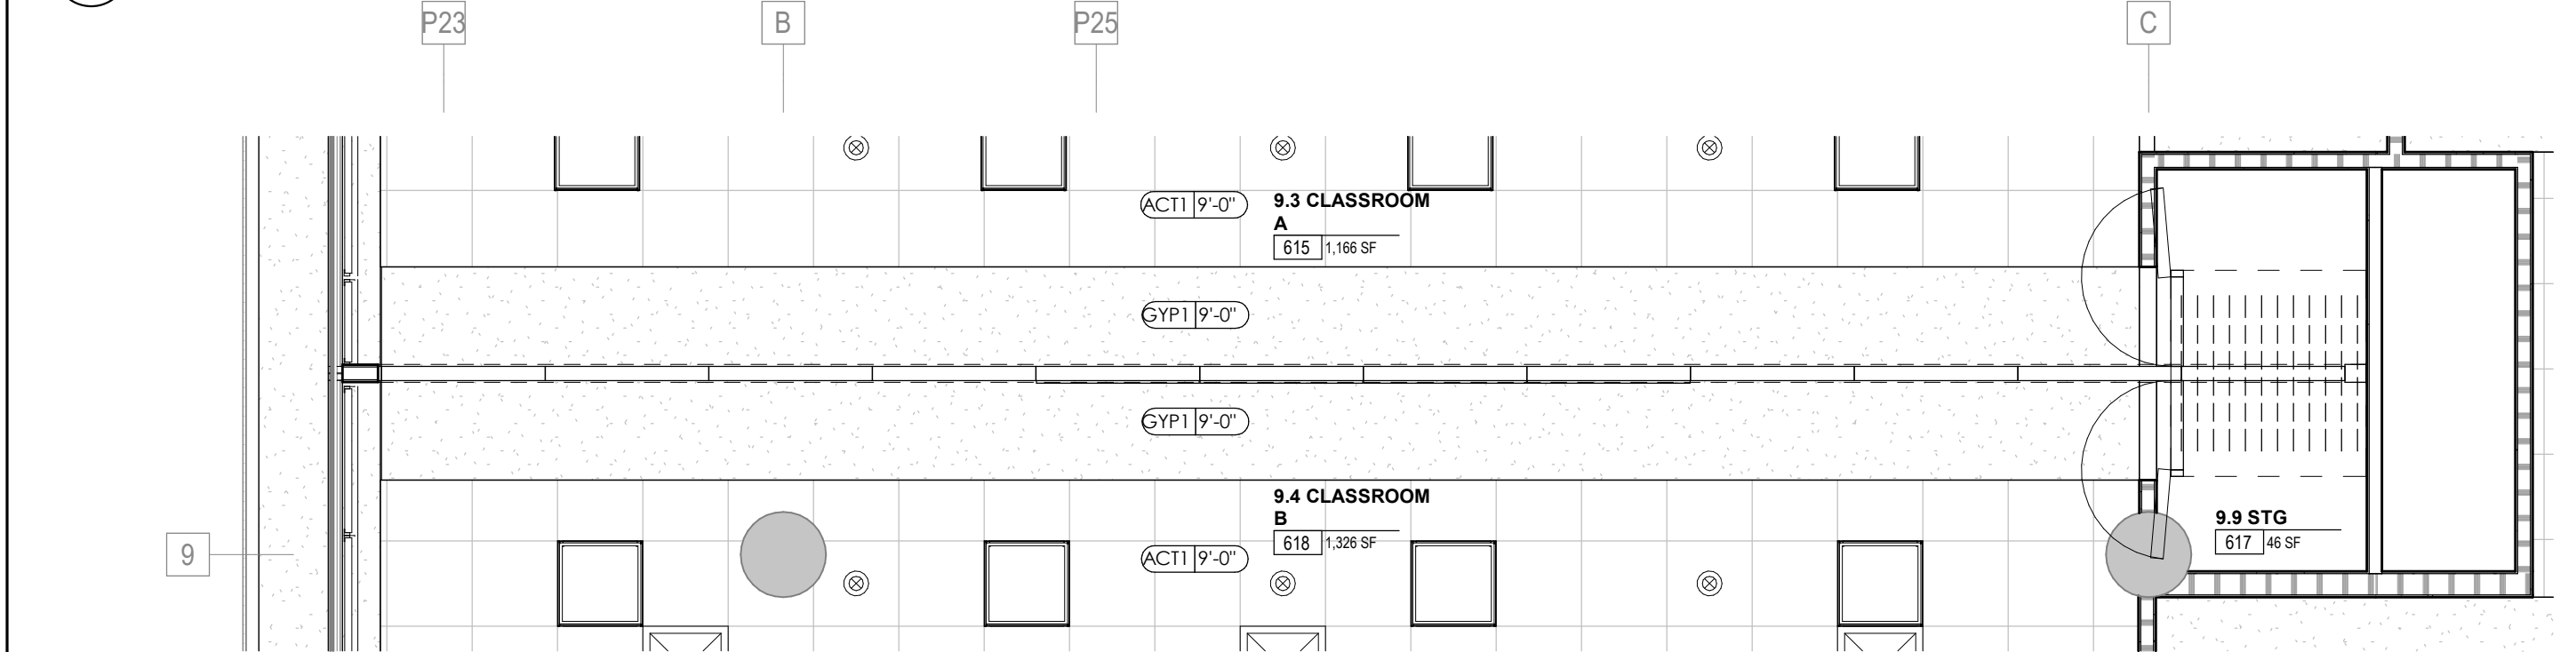 P23
B
P25
C
ACT1 9'-0"
9.3 CLASSROOM
A
615 1,166 SF
GYP1 9'-0"
GYP1 9'-0"
9.4 CLASSROOM
B
618 1,326 SF
ACT1 9'-0"
9.9 STG
617 46 SF
9